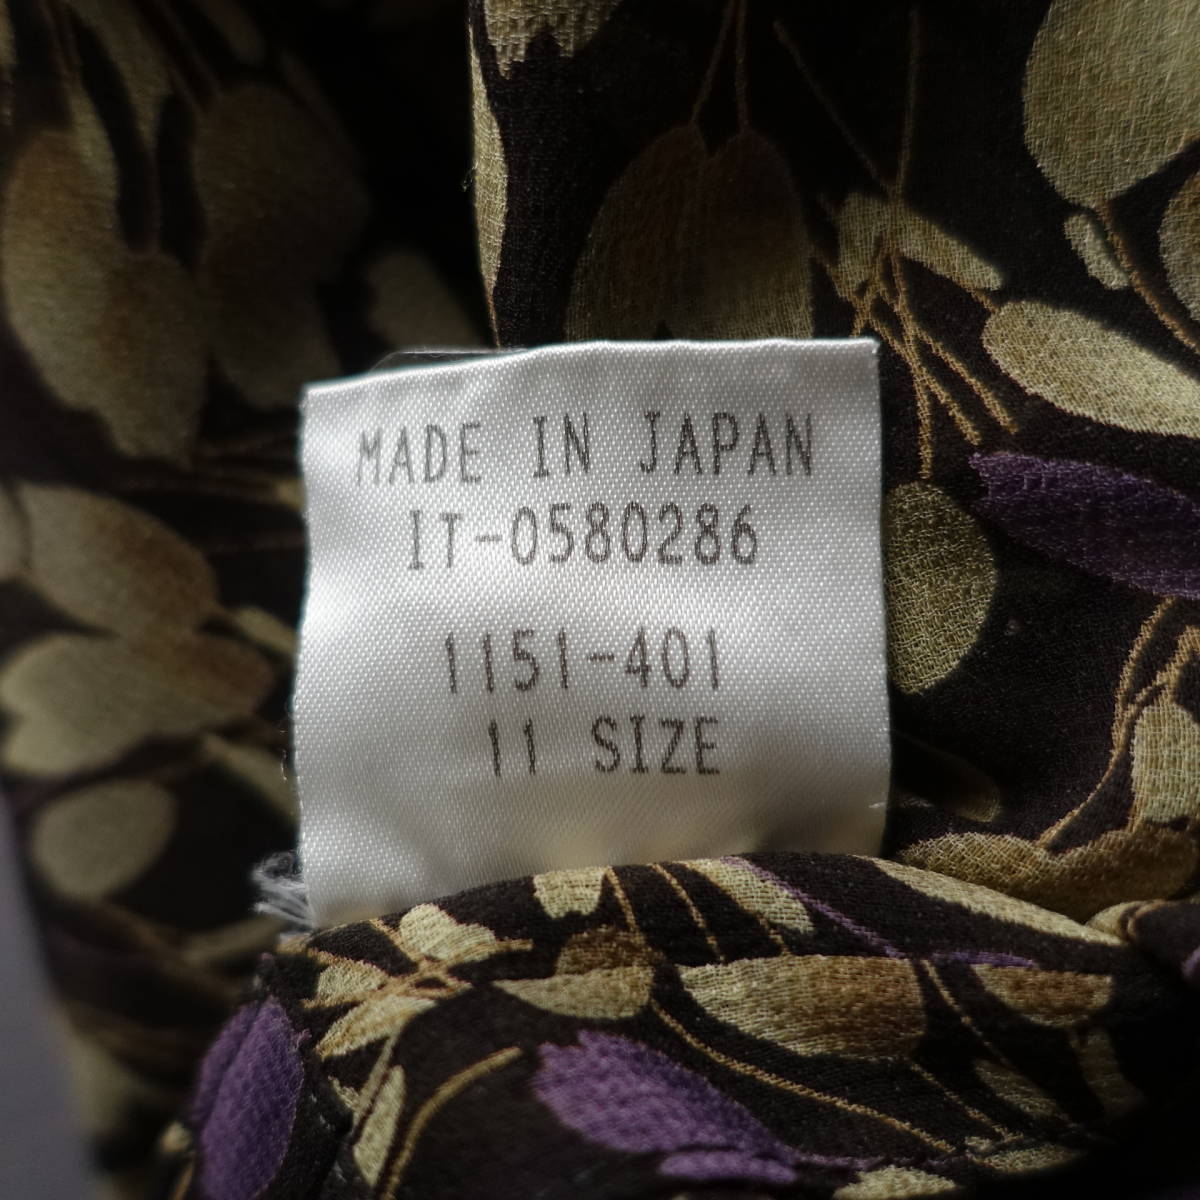 MADE IN JAPAN
IT-0580286
1151-401
11 SIZE